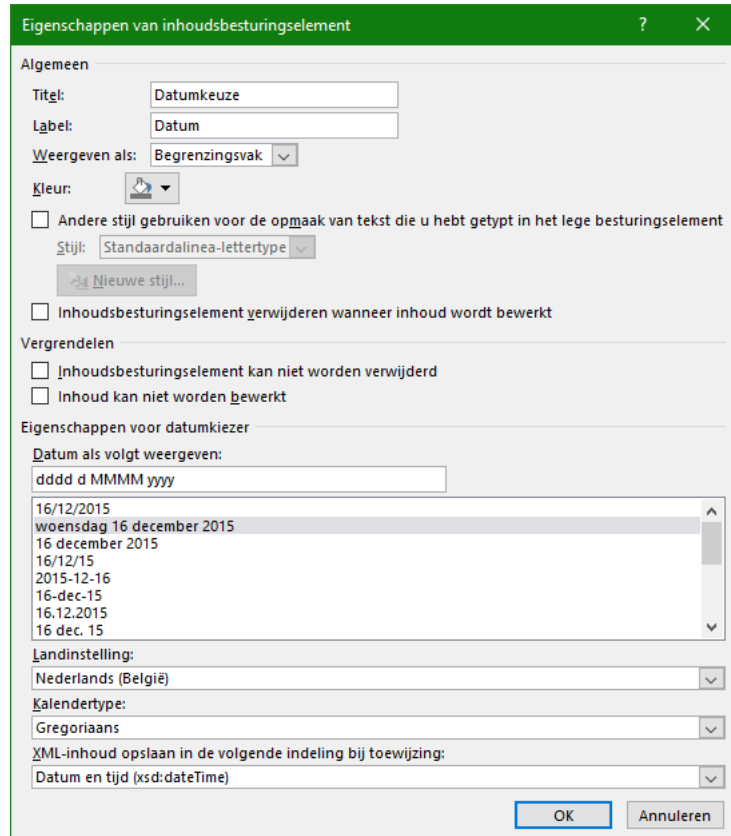 Eigenschappen van inhoudsbesturingselement ? ✕
Algemeen
Titel: Datumkeuze
Label: Datum
Weergeven als: Begrenzingsvak
Kleur:
Andere stijl gebruiken voor de opmaak van tekst die u hebt getypt in het lege besturingselement
Stijl: Standaardalinea-lettertype
Nieuwe stijl...
Inhoudsbesturingselement verwijderen wanneer inhoud wordt bewerkt
Vergrendelen
Inhoudsbesturingselement kan niet worden verwijderd
Inhoud kan niet worden bewerkt
Eigenschappen voor datumkiezer
Datum als volgt weergeven:
dddd d MMMM yyyy
16/12/2015
woensdag 16 december 2015
16 december 2015
16/12/15
2015-12-16
16-dec-15
16.12.2015
16 dec. 15
Landinstelling:
Nederlands (België)
Kalendertype:
Gregoriaans
XML-inhoud opslaan in de volgende indeling bij toewijzing:
Datum en tijd (xsd:dateTime)
OK Annuleren